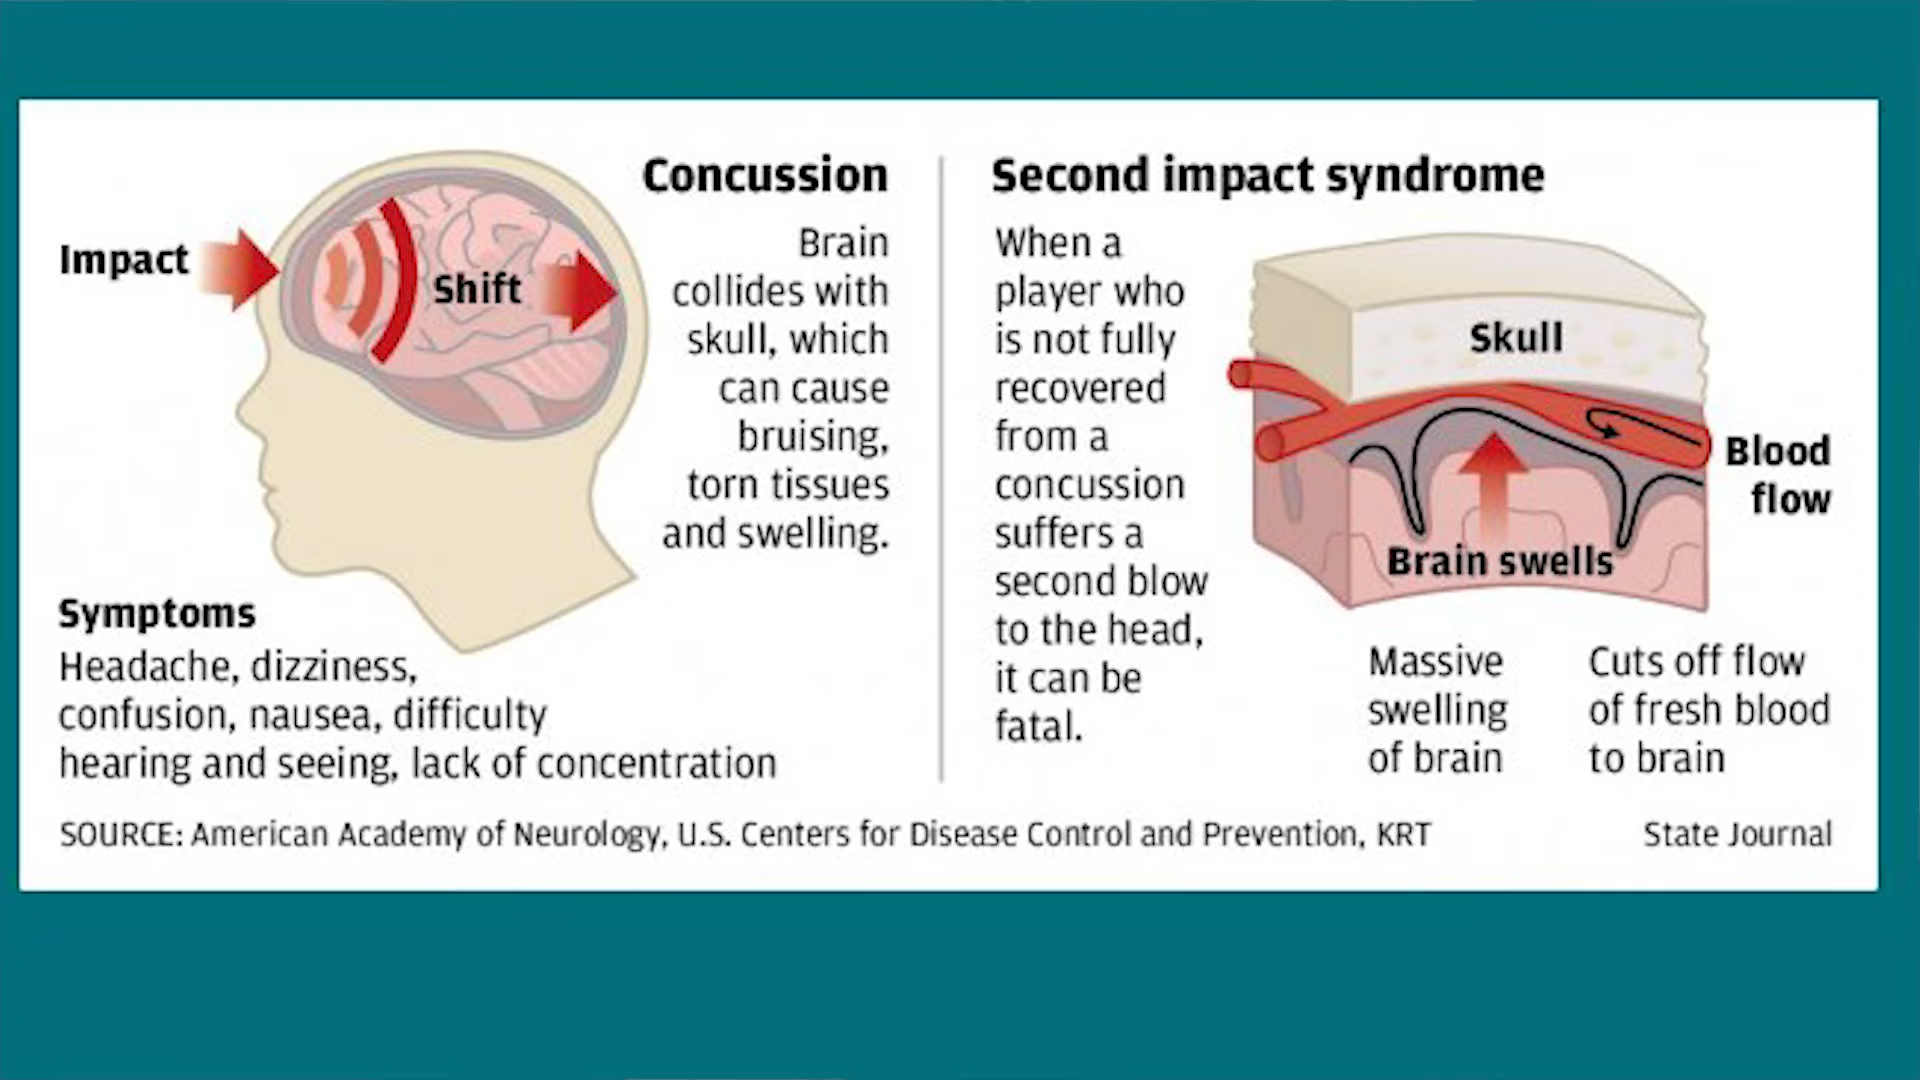 Concussion
Impact
Shift
Brain
collides with
skull, which
can cause
bruising,
torn tissues
and swelling.
Symptoms
Headache, dizziness,
confusion, nausea, difficulty
hearing and seeing, lack of concentration
Second impact syndrome
When a
player who
is not fully
recovered
from a
concussion
suffers a
second blow
to the head,
it can be
fatal.
Skull
Blood
flow
Brain swells
Massive
swelling
of brain
Cuts off flow
of fresh blood
to brain
SOURCE: American Academy of Neurology, U.S. Centers for Disease Control and Prevention, KRT
State Journal